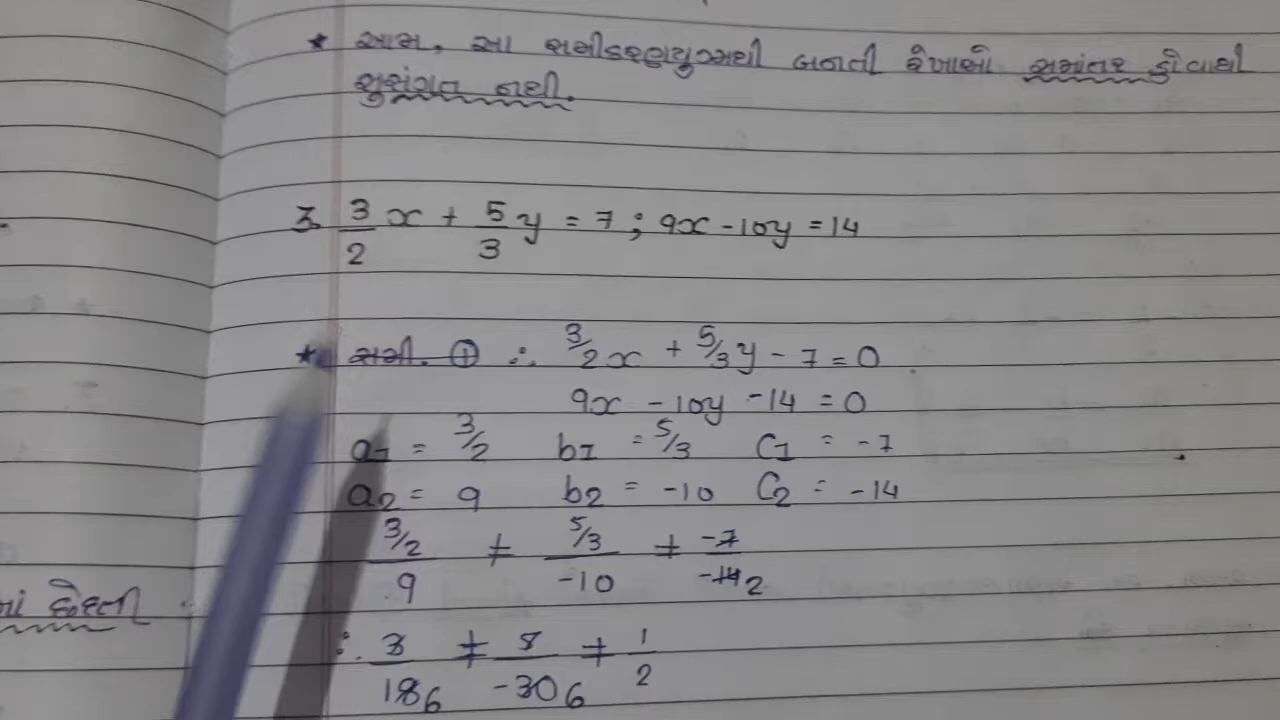 * આમ, આ સમીકરણયુગ્મથી બનતી રેખાઓ સમાંતર હોવાથી
સુસંગત નથી.
3. 3/2 x + 5/3 y = 7 ; 9x - 10y = 14
* સમી. ① ∴ 3/2 x + 5/3 y - 7 = 0
9x - 10y - 14 = 0
a1 = 3/2 b1 = 5/3 C1 = -7
a2 = 9 b2 = -10 C2 = -14
(3/2)/9 ≠ (5/3)/-10 ≠ -7/-14 2
∴ 3/18 6 ≠ 5/-30 6 ≠ 1/2